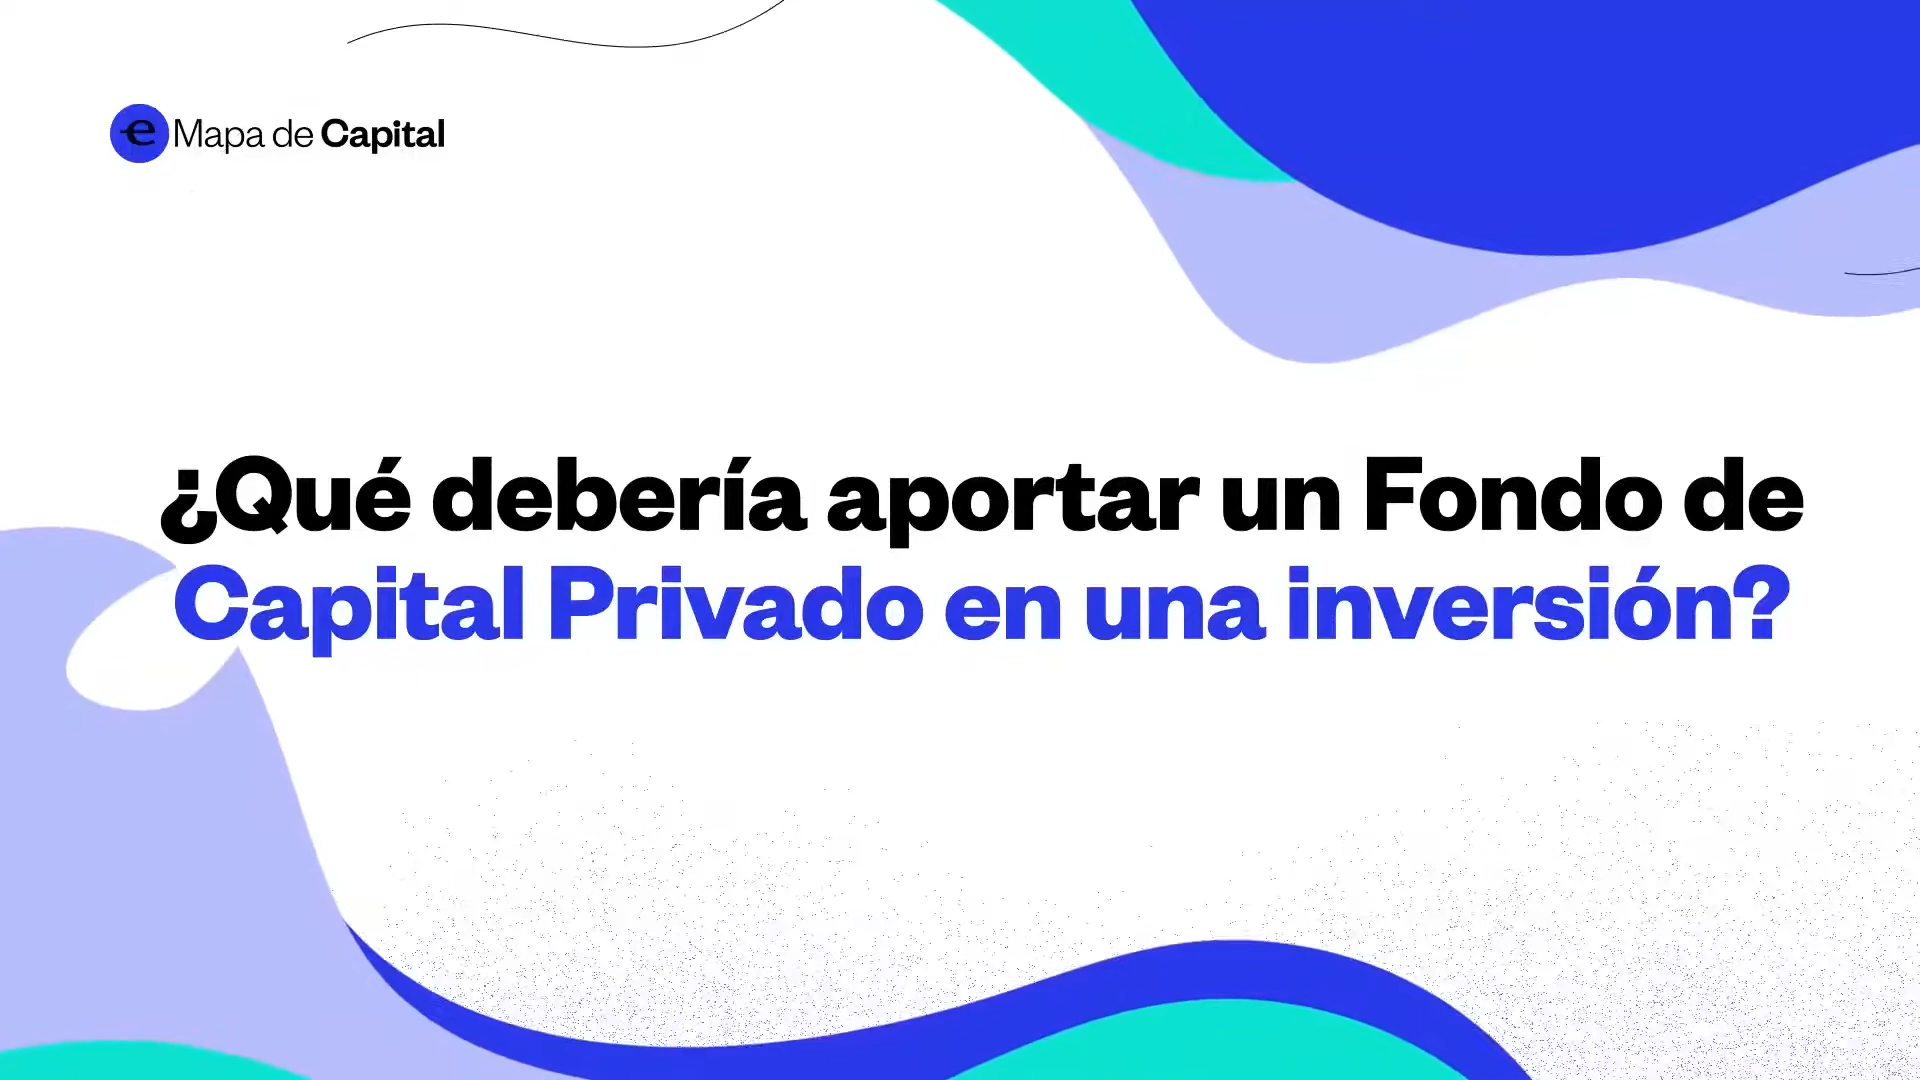 e Mapa de Capital
¿Qué debería aportar un Fondo de
Capital Privado en una inversión?